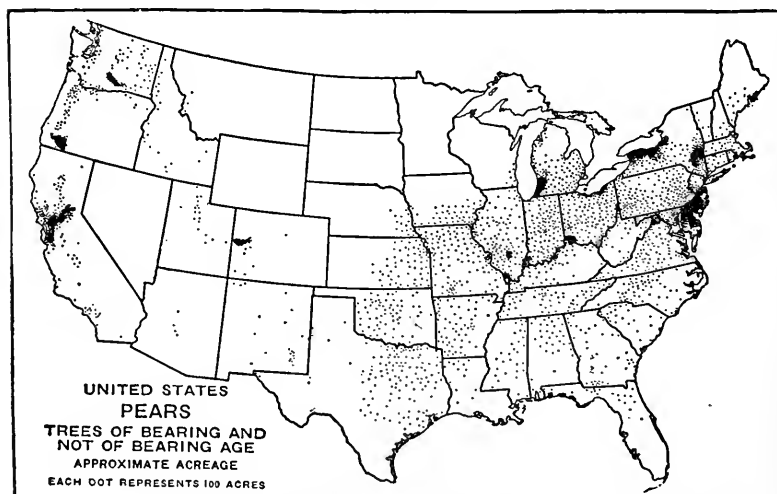 UNITED STATES
PEARS
TREES OF BEARING AND
NOT OF BEARING AGE
APPROXIMATE ACREAGE
EACH DOT REPRESENTS 100 ACRES